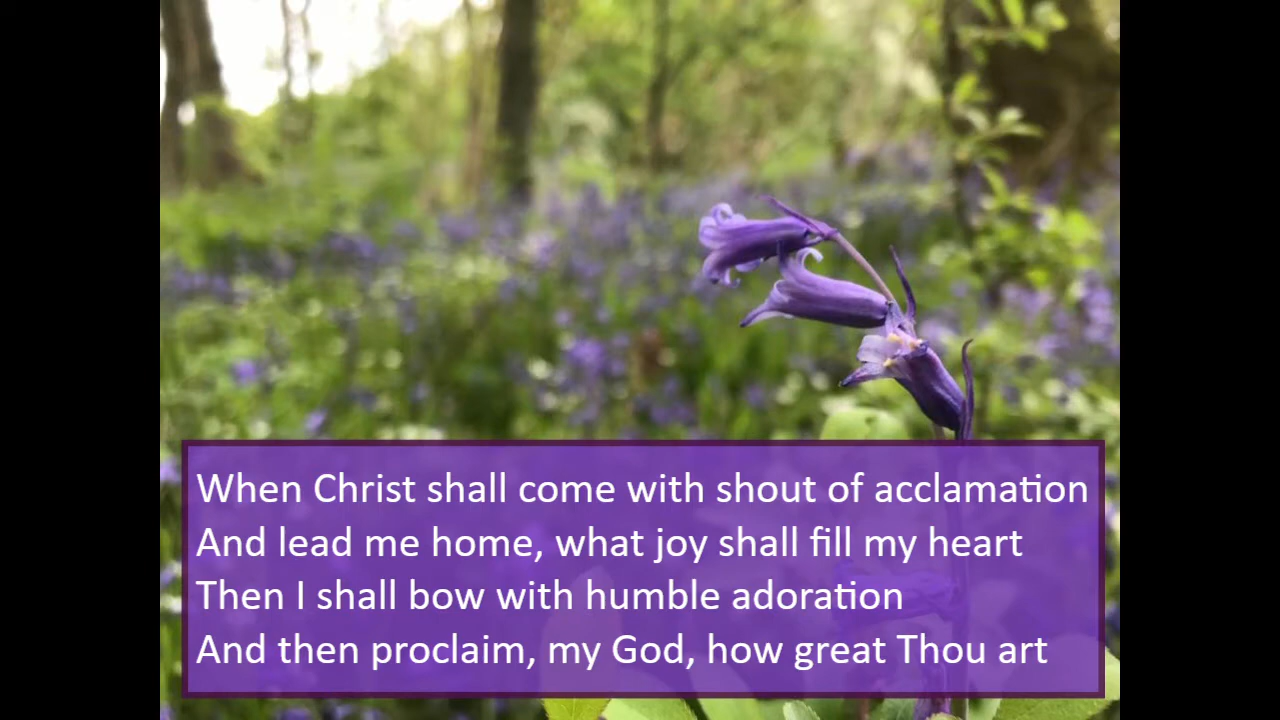 When Christ shall come with shout of acclamation
And lead me home, what joy shall fill my heart
Then I shall bow with humble adoration
And then proclaim, my God, how great Thou art